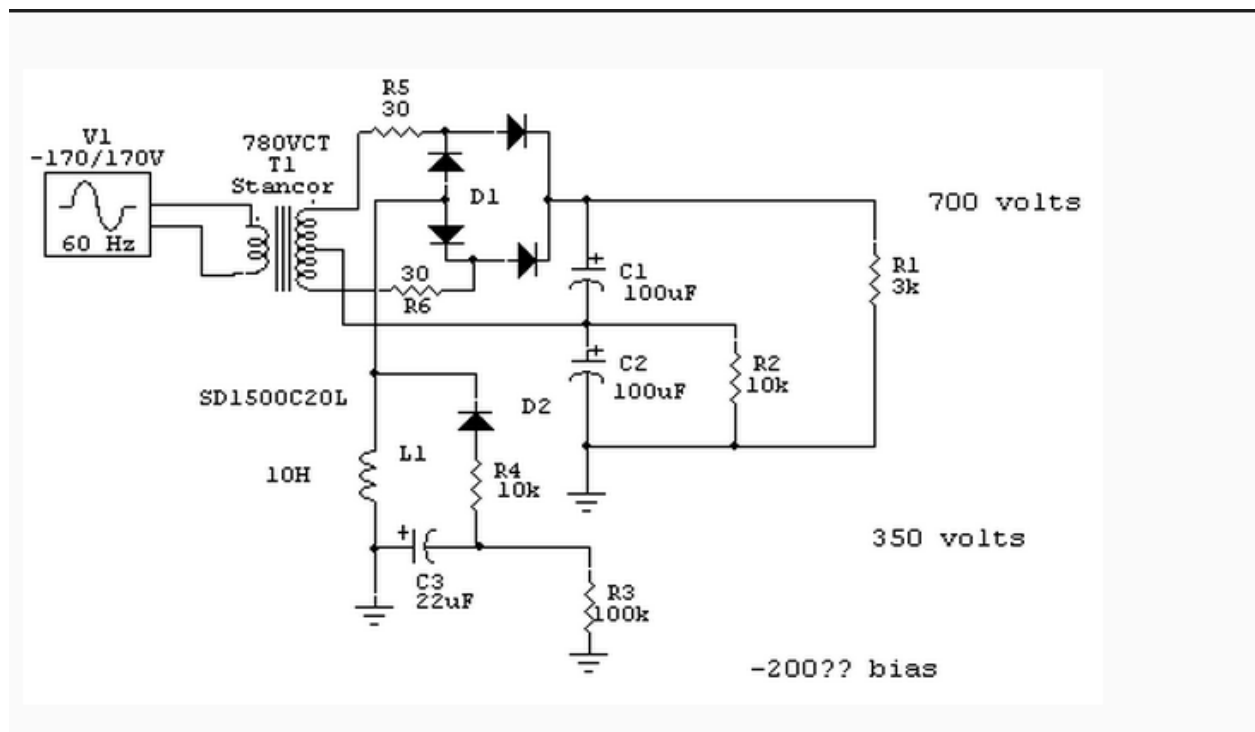 R5
30
V1
-170/170V
60 Hz
780VCT
T1
Stancor
D1
700 volts
30
R6
C1
100uF
R1
3k
C2
100uF
R2
10k
SD1500C20L
D2
L1
10H
R4
10k
350 volts
+
+
+
C3
22uF
R3
100k
-200?? bias